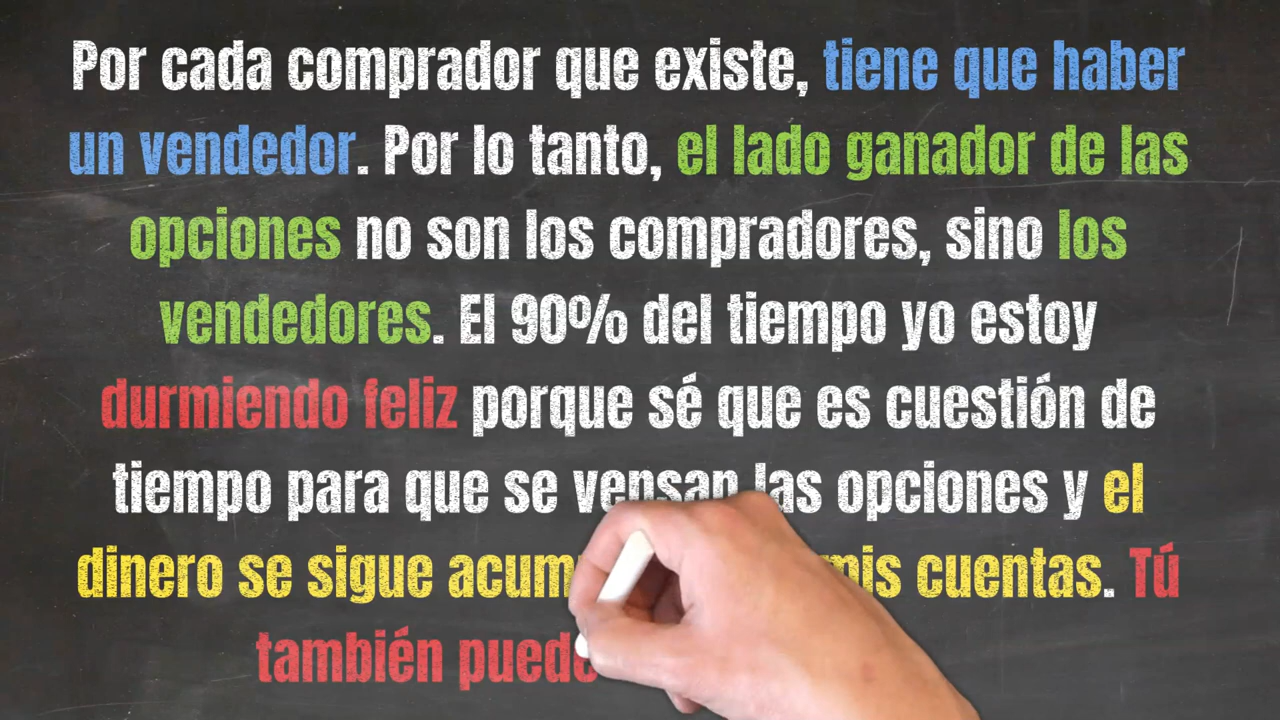 Por cada comprador que existe, tiene que haber
un vendedor. Por lo tanto, el lado ganador de las
opciones no son los compradores, sino los
vendedores. El 90% del tiempo yo estoy
durmiendo feliz porque sé que es cuestión de
tiempo para que se vensan las opciones y el
dinero se sigue mis cuentas. Tú
también